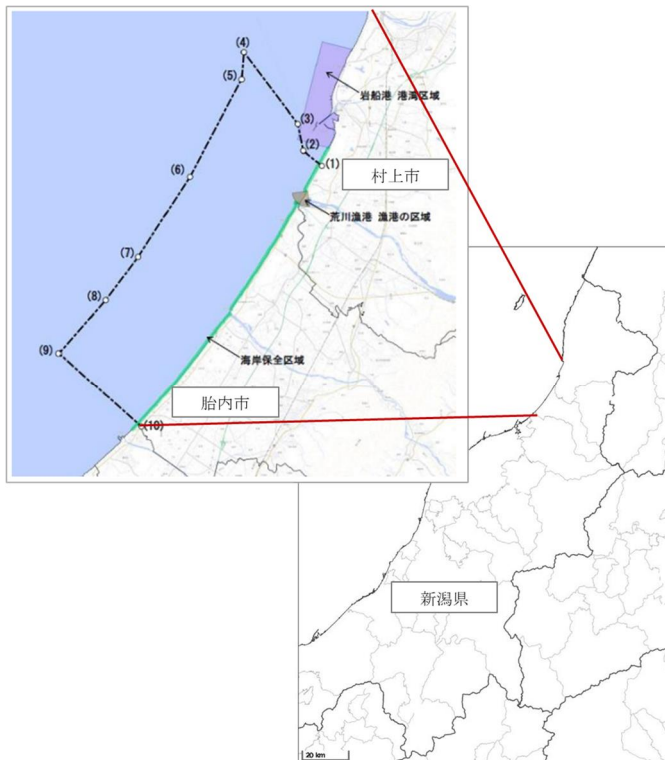 (4)
(5)
岩船港 港湾区域
(3)
(2)
(1)
村上市
(6)
荒川漁港 漁港の区域
(7)
(8)
(9)
海岸保全区域
胎内市
(10)
新潟県
20 km